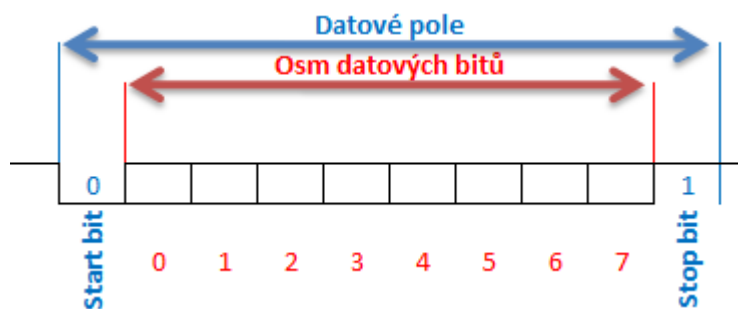 Datové pole
Osm datových bitů
0 1
Start bit 0 1 2 3 4 5 6 7 Stop bit